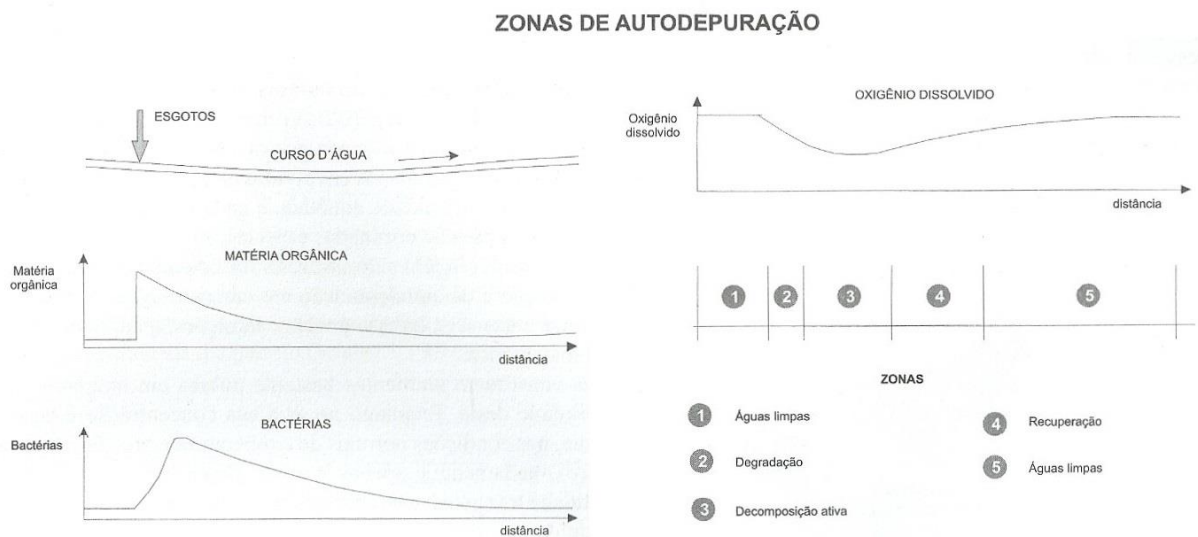 ZONAS DE AUTODEPURAÇÃO
ESGOTOS
CURSO D´ÁGUA
MATÉRIA ORGÂNICA
Matéria
orgânica
distância
BACTÉRIAS
Bactérias
distância
OXIGÊNIO DISSOLVIDO
Oxigênio
dissolvido
distância
1 2 3 4 5
ZONAS
1 Águas limpas
2 Degradação
3 Decomposição ativa
4 Recuperação
5 Águas limpas